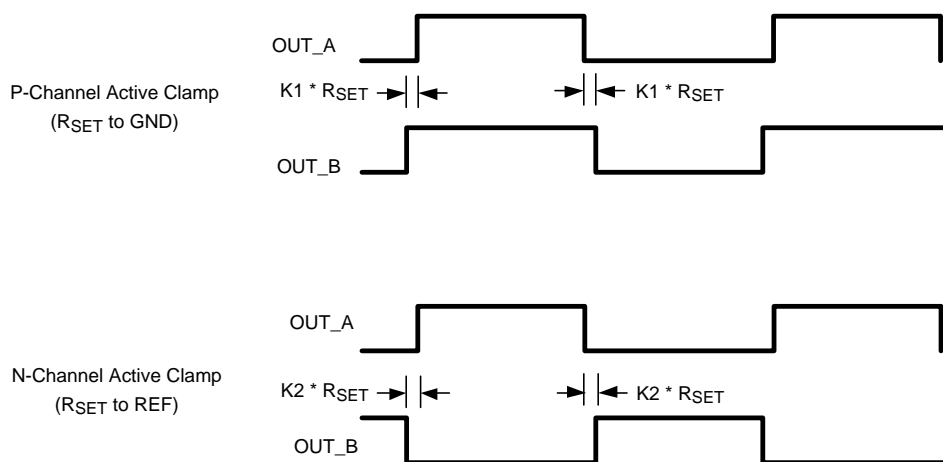 OUT_A
P-Channel Active Clamp
(RSET to GND)
K1 * RSET
K1 * RSET
OUT_B
OUT_A
N-Channel Active Clamp
(RSET to REF)
K2 * RSET
K2 * RSET
OUT_B